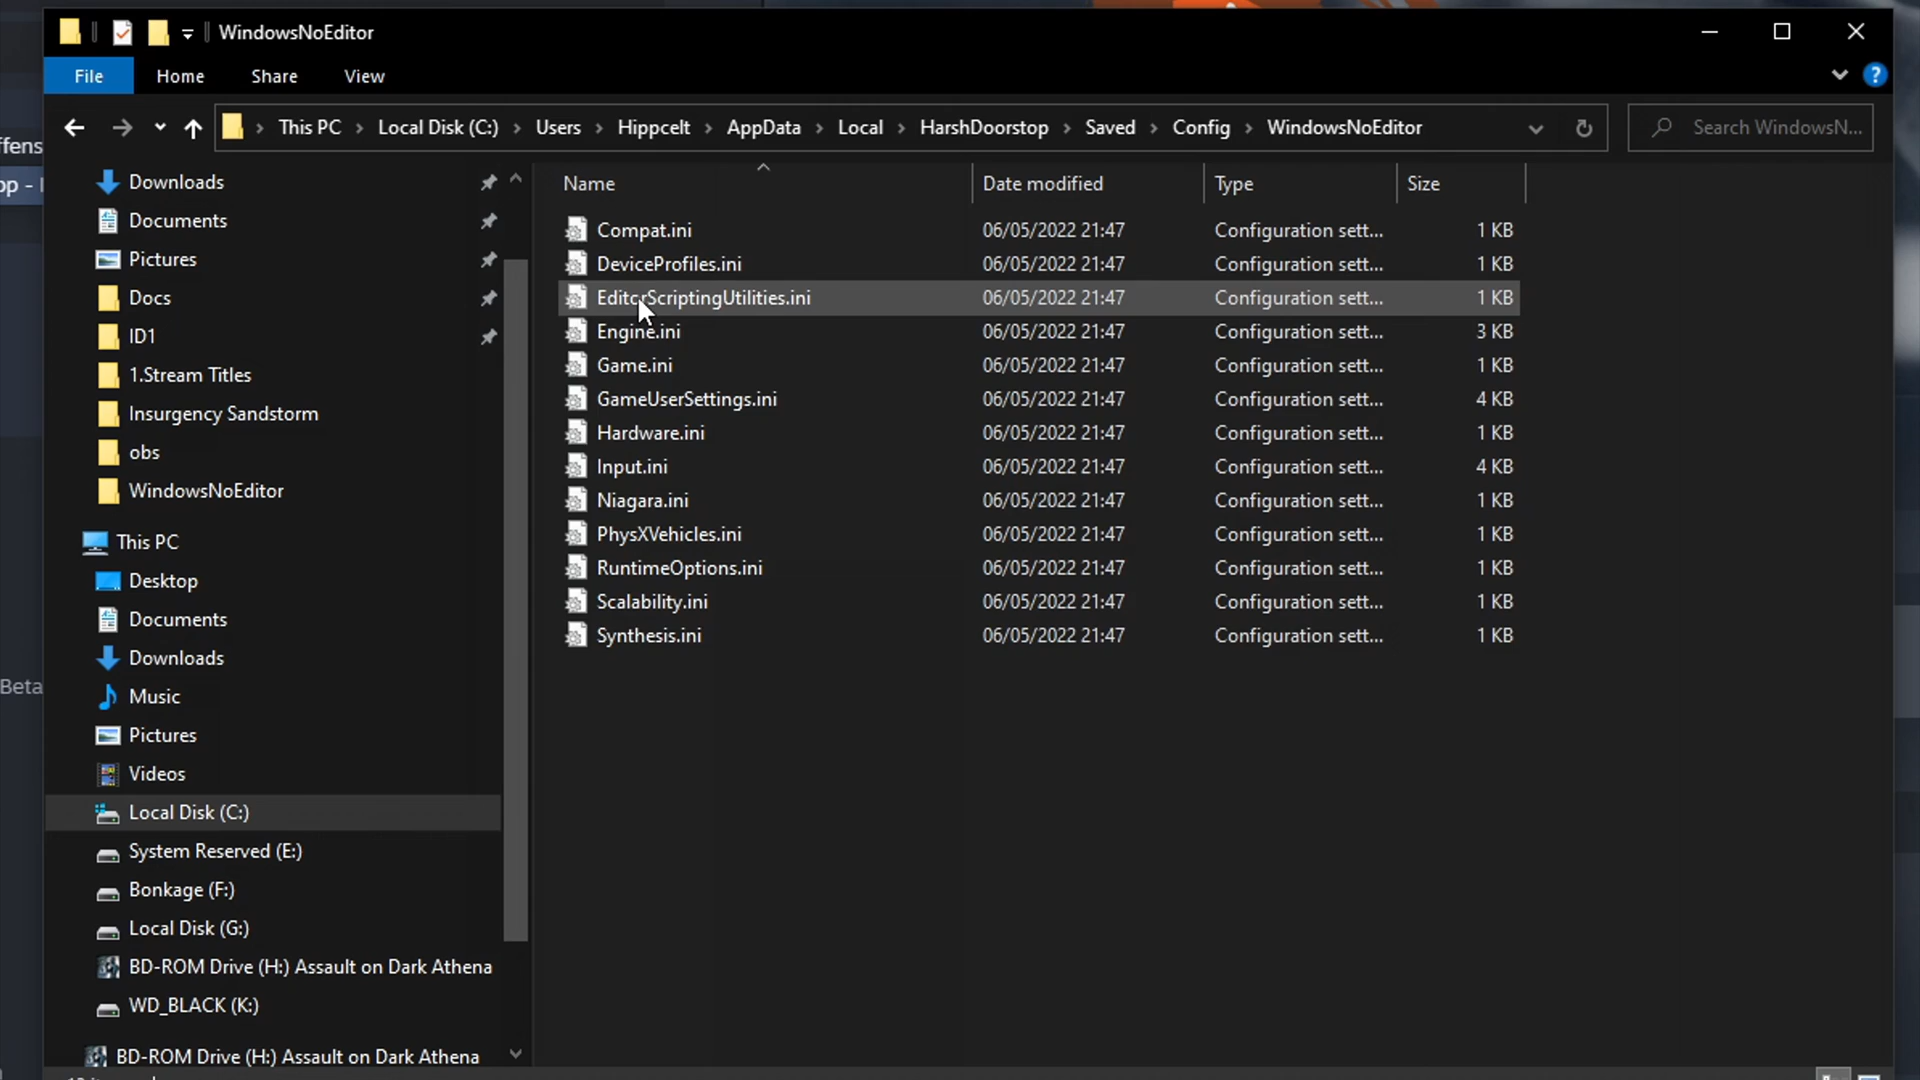 WindowsNoEditor
File Home Share View
This PC Local Disk (C:) Users Hippcelt AppData Local HarshDoorstop Saved Config WindowsNoEditor Search WindowsN...
ffens
Name Date modified Type Size
Downloads
Documents
Pictures
Docs
ID1
1.Stream Titles
Insurgency Sandstorm
obs
WindowsNoEditor
This PC
Desktop
Documents
Downloads
Beta
Music
Pictures
Videos
Local Disk (C:)
System Reserved (E:)
Bonkage (F:)
Local Disk (G:)
BD-ROM Drive (H:) Assault on Dark Athena
WD_BLACK (K:)
BD-ROM Drive (H:) Assault on Dark Athena
Compat.ini 06/05/2022 21:47 Configuration sett... 1 KB
DeviceProfiles.ini 06/05/2022 21:47 Configuration sett... 1 KB
EditorScriptingUtilities.ini 06/05/2022 21:47 Configuration sett... 1 KB
Engine.ini 06/05/2022 21:47 Configuration sett... 3 KB
Game.ini 06/05/2022 21:47 Configuration sett... 1 KB
GameUserSettings.ini 06/05/2022 21:47 Configuration sett... 4 KB
Hardware.ini 06/05/2022 21:47 Configuration sett... 1 KB
Input.ini 06/05/2022 21:47 Configuration sett... 4 KB
Niagara.ini 06/05/2022 21:47 Configuration sett... 1 KB
PhysXVehicles.ini 06/05/2022 21:47 Configuration sett... 1 KB
RuntimeOptions.ini 06/05/2022 21:47 Configuration sett... 1 KB
Scalability.ini 06/05/2022 21:47 Configuration sett... 1 KB
Synthesis.ini 06/05/2022 21:47 Configuration sett... 1 KB